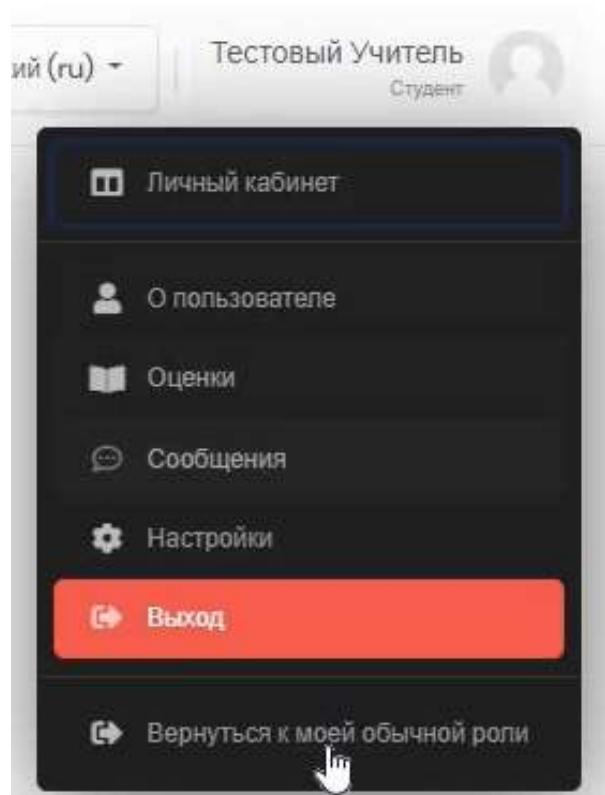 ий (ru)
Тестовый Учитель
Студент
Личный кабинет
О пользователе
Оценки
Сообщения
Настройки
Выход
Вернуться к моей обычной роли